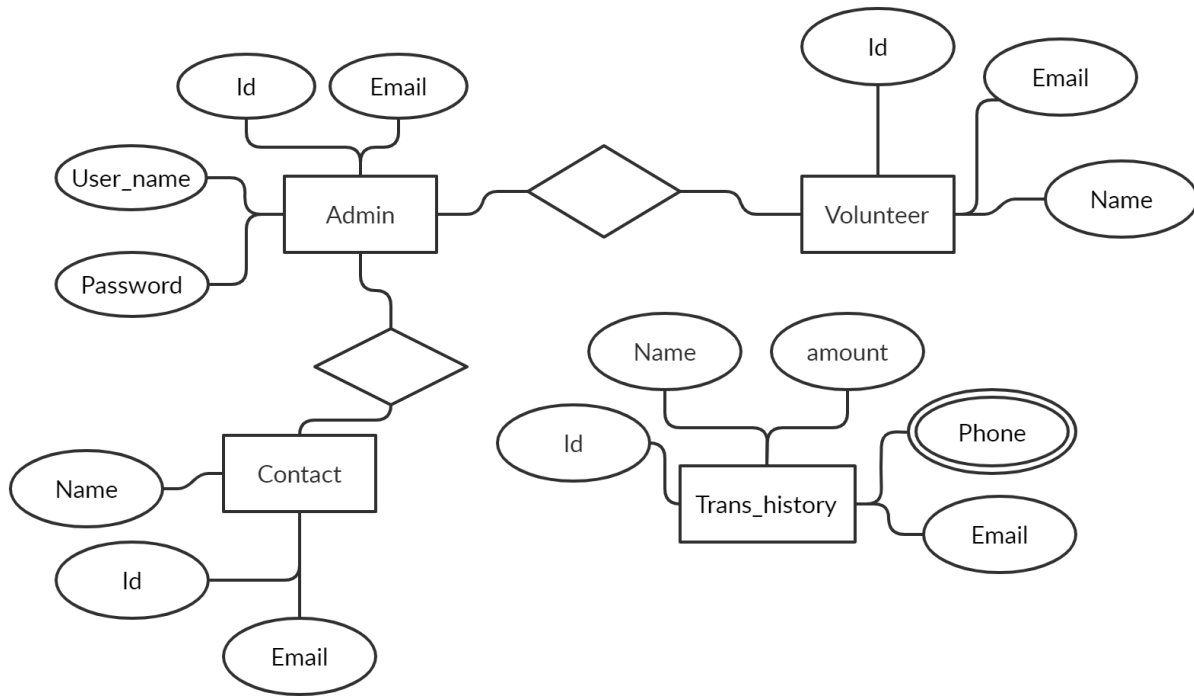 Id
Email
User_name
Admin
Password
Id
Email
Volunteer
Name
Name
amount
Id
Phone
Trans_history
Email
Contact
Name
Id
Email